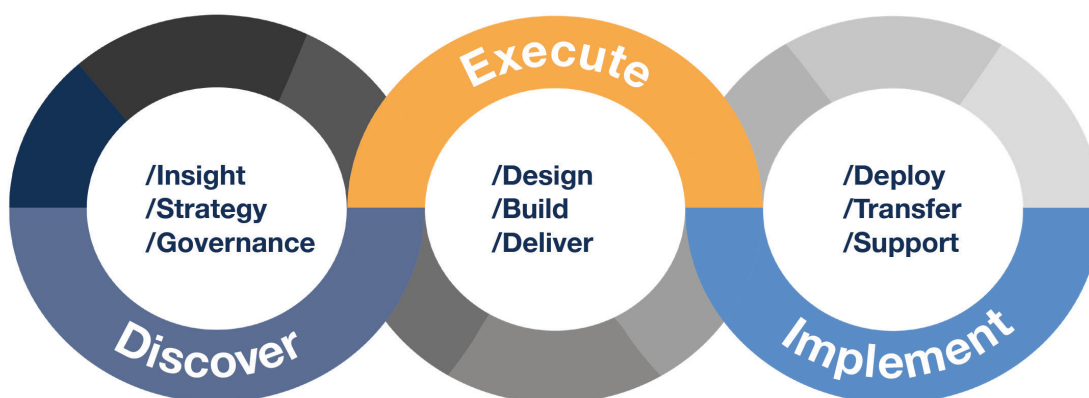 Execute
/Insight
/Strategy
/Governance
/Design
/Build
/Deliver
/Deploy
/Transfer
/Support
Discover
Implement